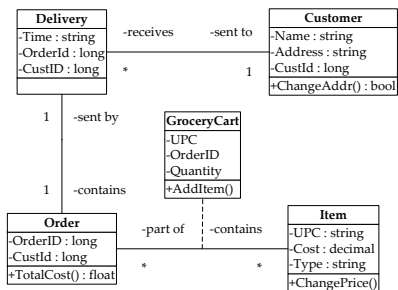 Delivery
-Time : string
-OrderId : long
-CustID : long
-receives
-sent to
*
1
Customer
-Name : string
-Address : string
-CustId : long
+ChangeAddr() : bool
1
-sent by
GroceryCart
-UPC
-OrderID
-Quantity
+AddItem()
1
-contains
Order
-OrderID : long
-CustId : long
+TotalCost() : float
-part of
-contains
*
*
Item
-UPC : string
-Cost : decimal
-Type : string
+ChangePrice()